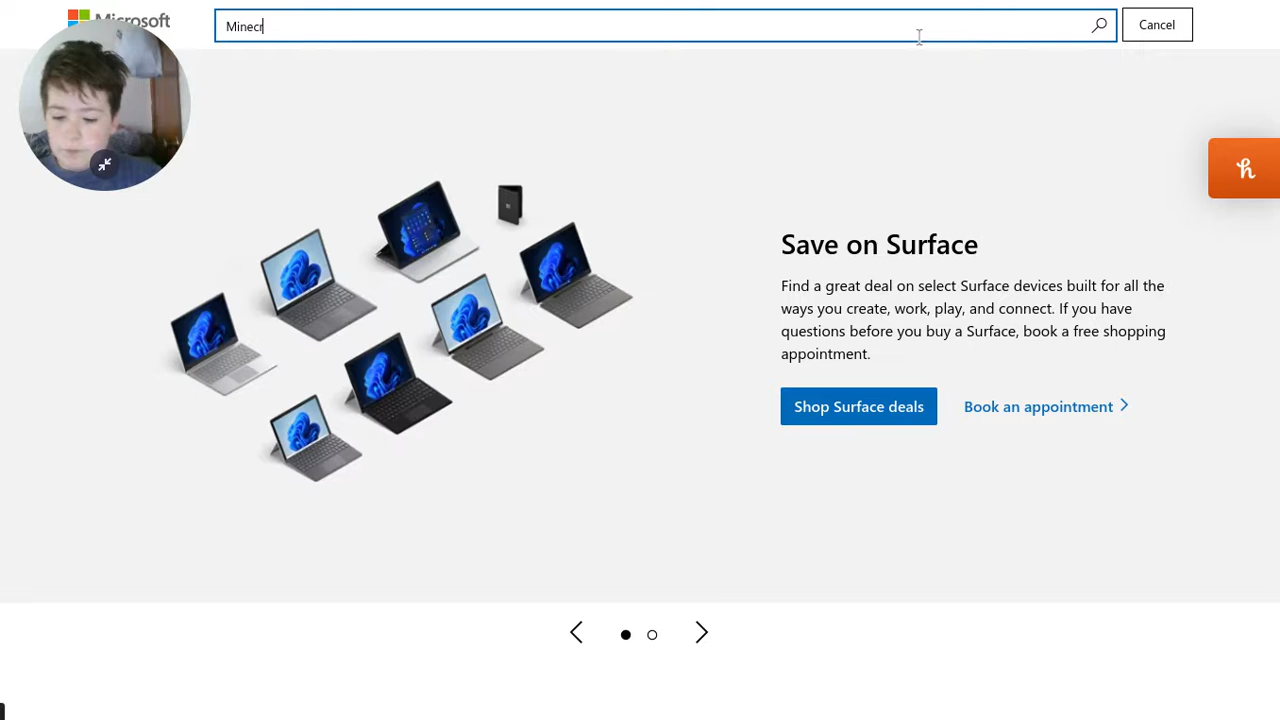 Microsoft
Minecr
Cancel
Save on Surface
Find a great deal on select Surface devices built for all the
ways you create, work, play, and connect. If you have
questions before you buy a Surface, book a free shopping
appointment.
Shop Surface deals
Book an appointment